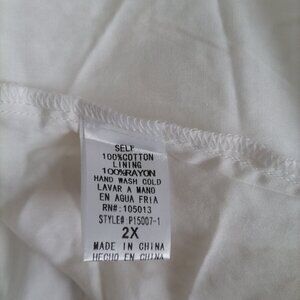 SELF
100%COTTON
LINING
100%RAYON
HAND WASH COLD
LAVAR A MANO
EN AGUA FRIA
RN#:105013
STYLE#:P15007-1
2X
MADE IN CHINA
HECHO EN CHINA